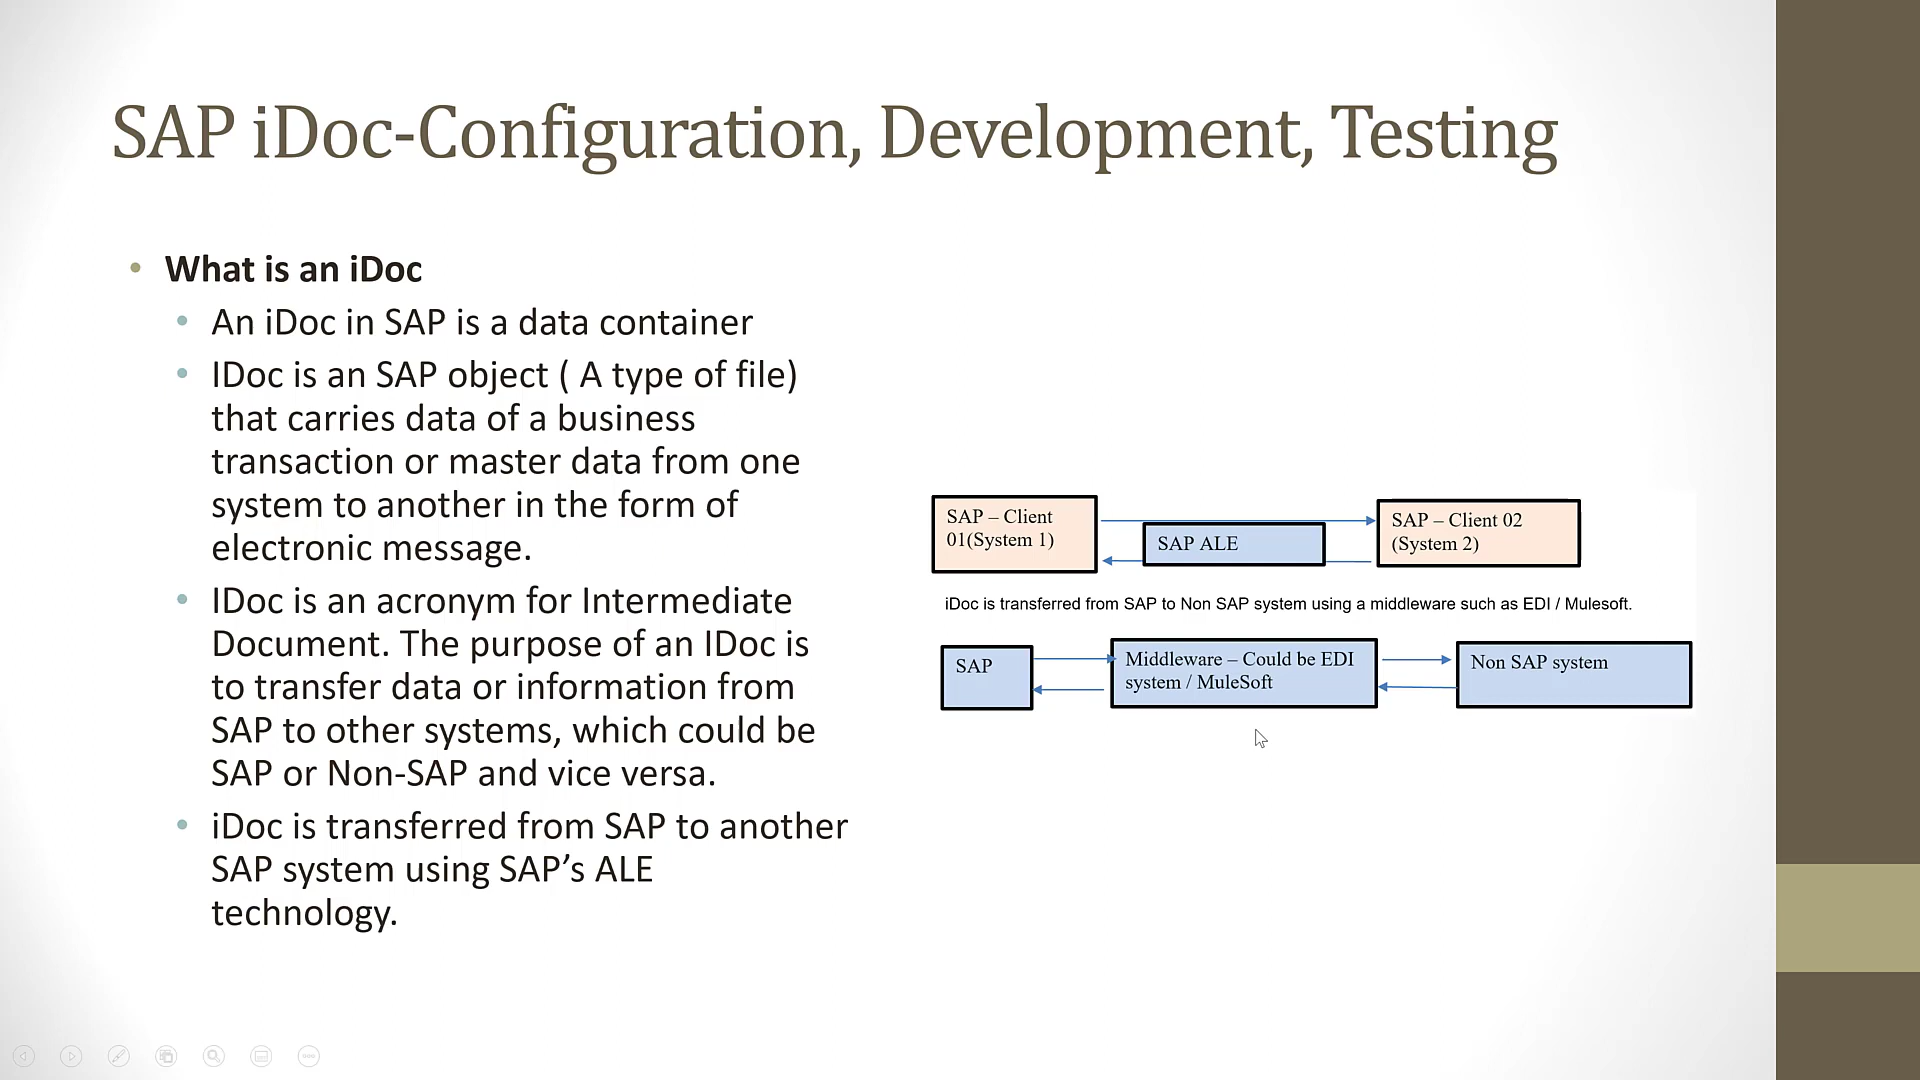 SAP iDoc-Configuration, Development, Testing
• What is an iDoc
• An iDoc in SAP is a data container
• IDoc is an SAP object ( A type of file)
that carries data of a business
transaction or master data from one
system to another in the form of
electronic message.
• IDoc is an acronym for Intermediate
Document. The purpose of an IDoc is
to transfer data or information from
SAP to other systems, which could be
SAP or Non-SAP and vice versa.
• iDoc is transferred from SAP to another
SAP system using SAP’s ALE
technology.
SAP – Client
01(System 1)
SAP ALE
SAP – Client 02
(System 2)
iDoc is transferred from SAP to Non SAP system using a middleware such as EDI / Mulesoft.
SAP
Middleware – Could be EDI
system / MuleSoft
Non SAP system